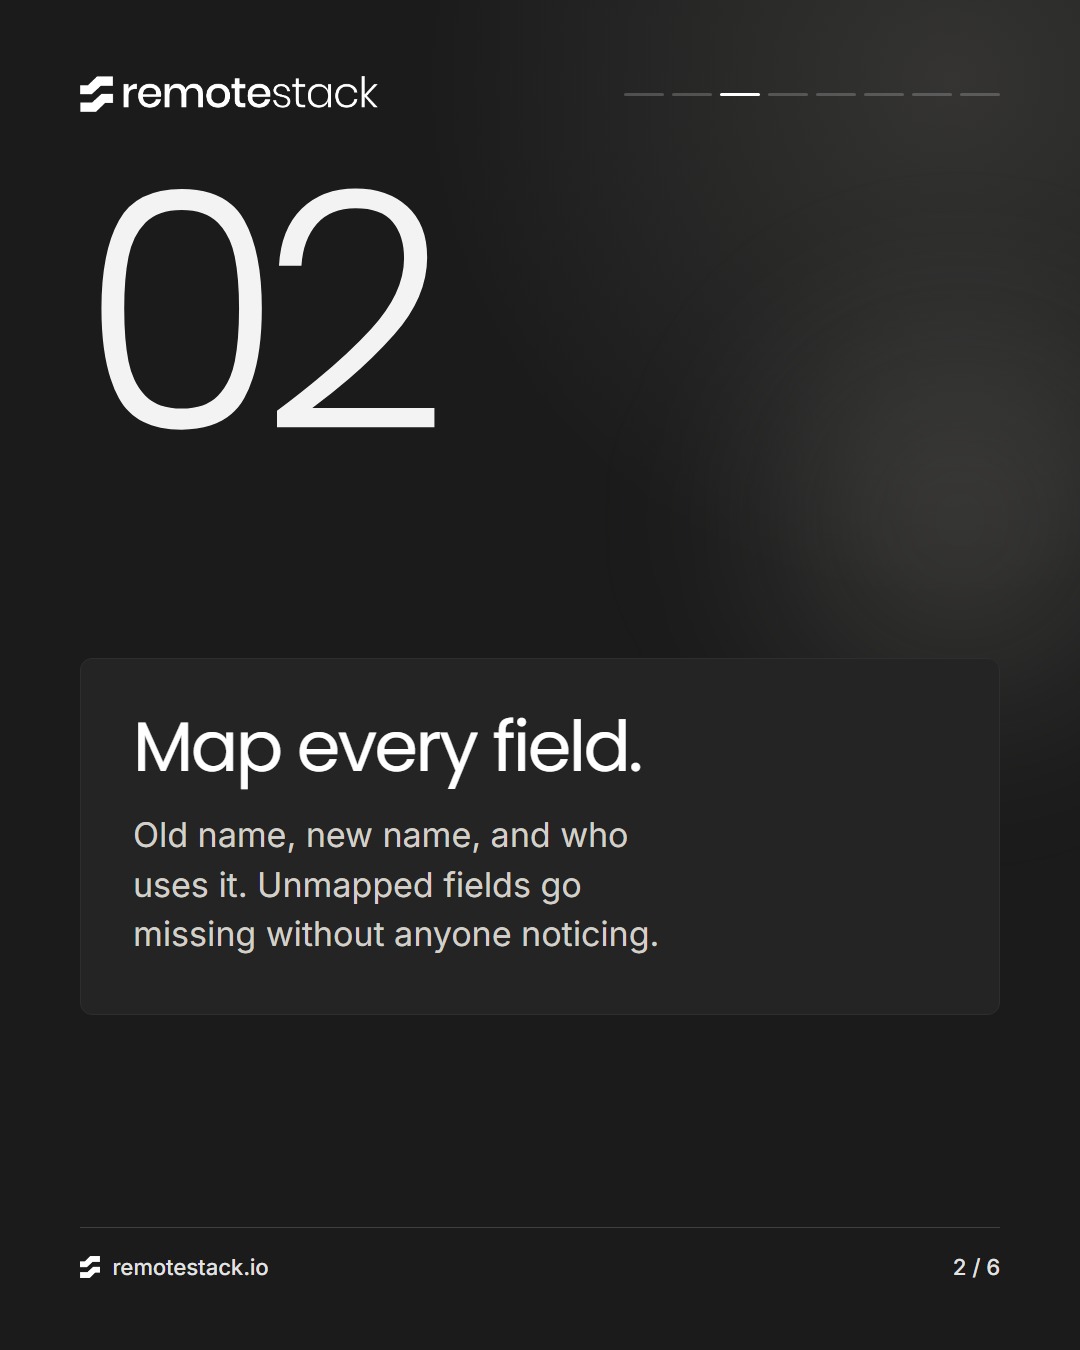 remotestack
02
Map every field.
Old name, new name, and who
uses it. Unmapped fields go
missing without anyone noticing.
remotestack.io
2 / 6